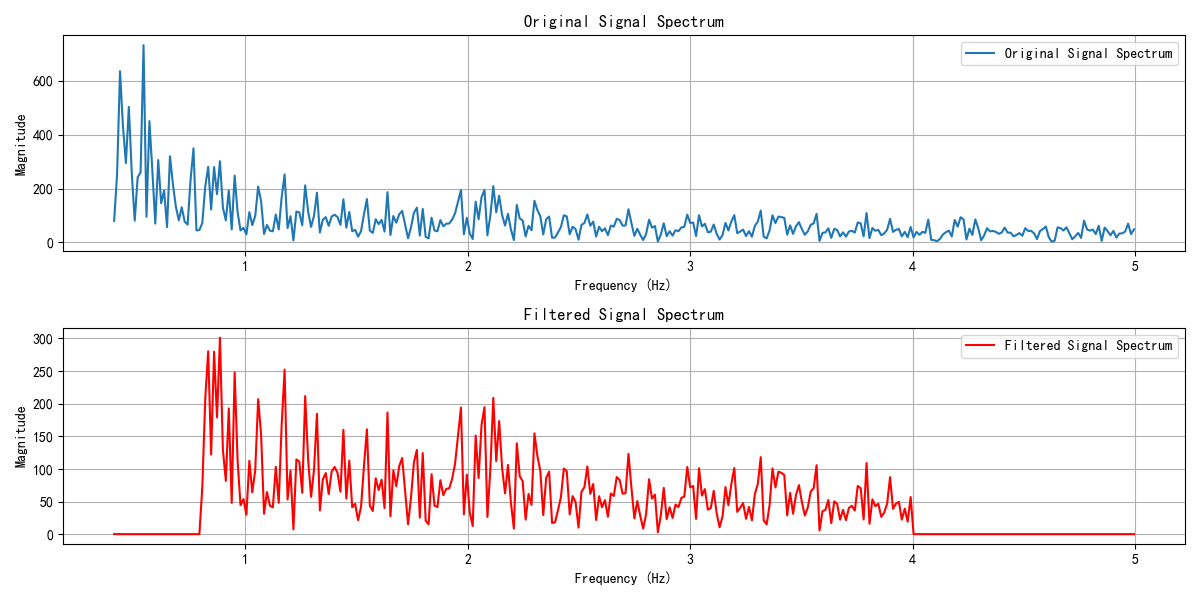 Original Signal Spectrum
Original Signal Spectrum
Magnitude
600
400
200
0
1
2
3
4
5
Frequency (Hz)
Filtered Signal Spectrum
Filtered Signal Spectrum
Magnitude
300
250
200
150
100
50
0
1
2
3
4
5
Frequency (Hz)